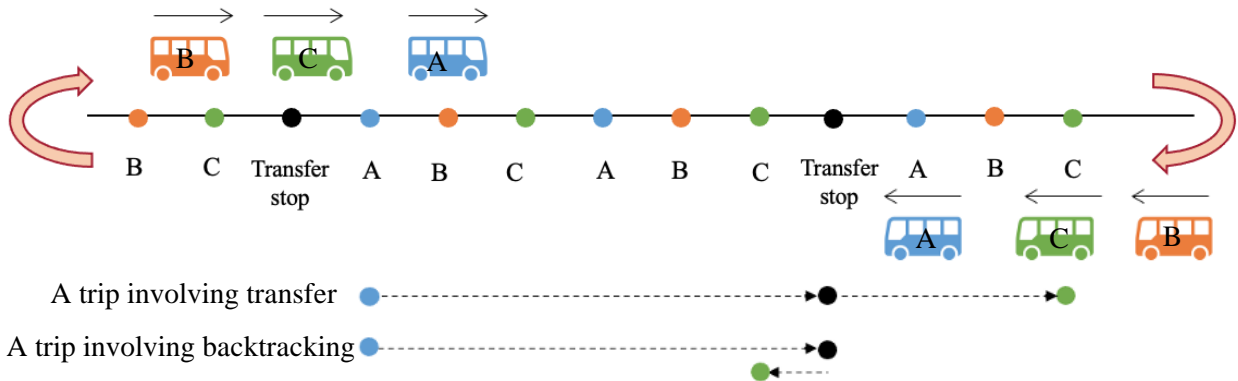 B C A
B C Transfer A B C A B C Transfer A B C
stop stop
A C B
A trip involving transfer
A trip involving backtracking